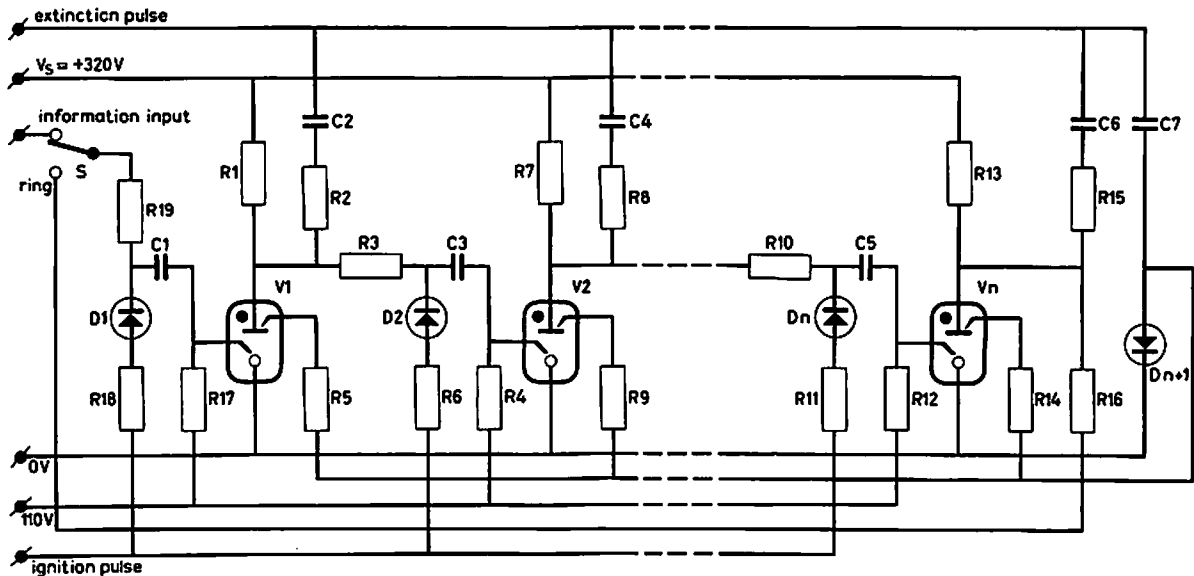 extinction pulse
Vs = +320V
information input
S
ring
R19
C1
D1
R18
R17
R1
C2
R2
R3
V1
R5
C3
D2
R6
R4
R7
C4
R8
V2
R9
R10
C5
Dn
R11
R12
R13
Vn
R14
C6
R15
R16
C7
Dn+1
0V
110V
ignition pulse